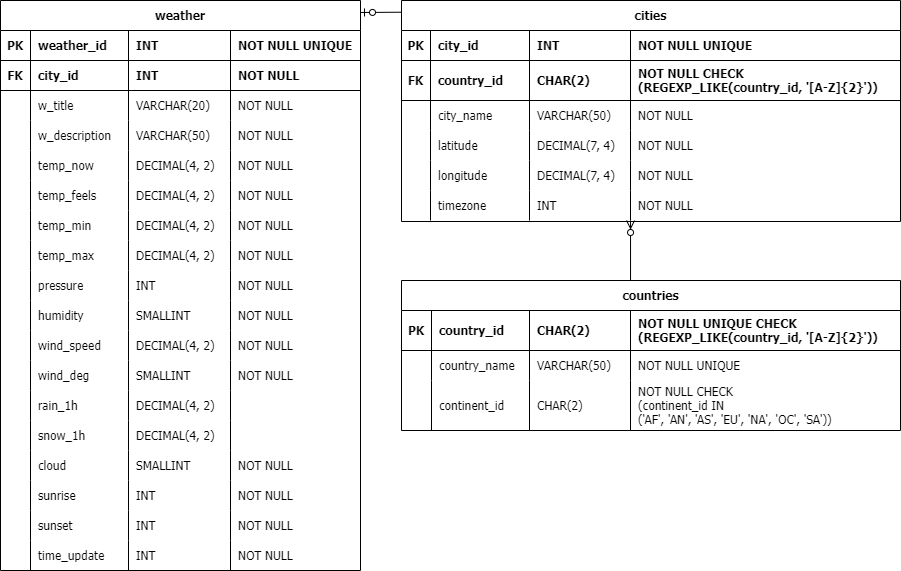 weather
PK weather_id INT NOT NULL UNIQUE
FK city_id INT NOT NULL
w_title VARCHAR(20) NOT NULL
w_description VARCHAR(50) NOT NULL
temp_now DECIMAL(4, 2) NOT NULL
temp_feels DECIMAL(4, 2) NOT NULL
temp_min DECIMAL(4, 2) NOT NULL
temp_max DECIMAL(4, 2) NOT NULL
pressure INT NOT NULL
humidity SMALLINT NOT NULL
wind_speed DECIMAL(4, 2) NOT NULL
wind_deg SMALLINT NOT NULL
rain_1h DECIMAL(4, 2)
snow_1h DECIMAL(4, 2)
cloud SMALLINT NOT NULL
sunrise INT NOT NULL
sunset INT NOT NULL
time_update INT NOT NULL
cities
PK city_id INT NOT NULL UNIQUE
FK country_id CHAR(2) NOT NULL CHECK
(REGEXP_LIKE(country_id, '[A-Z]{2}'))
city_name VARCHAR(50) NOT NULL
latitude DECIMAL(7, 4) NOT NULL
longitude DECIMAL(7, 4) NOT NULL
timezone INT NOT NULL
countries
PK country_id CHAR(2) NOT NULL UNIQUE CHECK
(REGEXP_LIKE(country_id, '[A-Z]{2}'))
country_name VARCHAR(50) NOT NULL UNIQUE
continent_id CHAR(2) NOT NULL CHECK
(continent_id IN
('AF', 'AN', 'AS', 'EU', 'NA', 'OC', 'SA'))